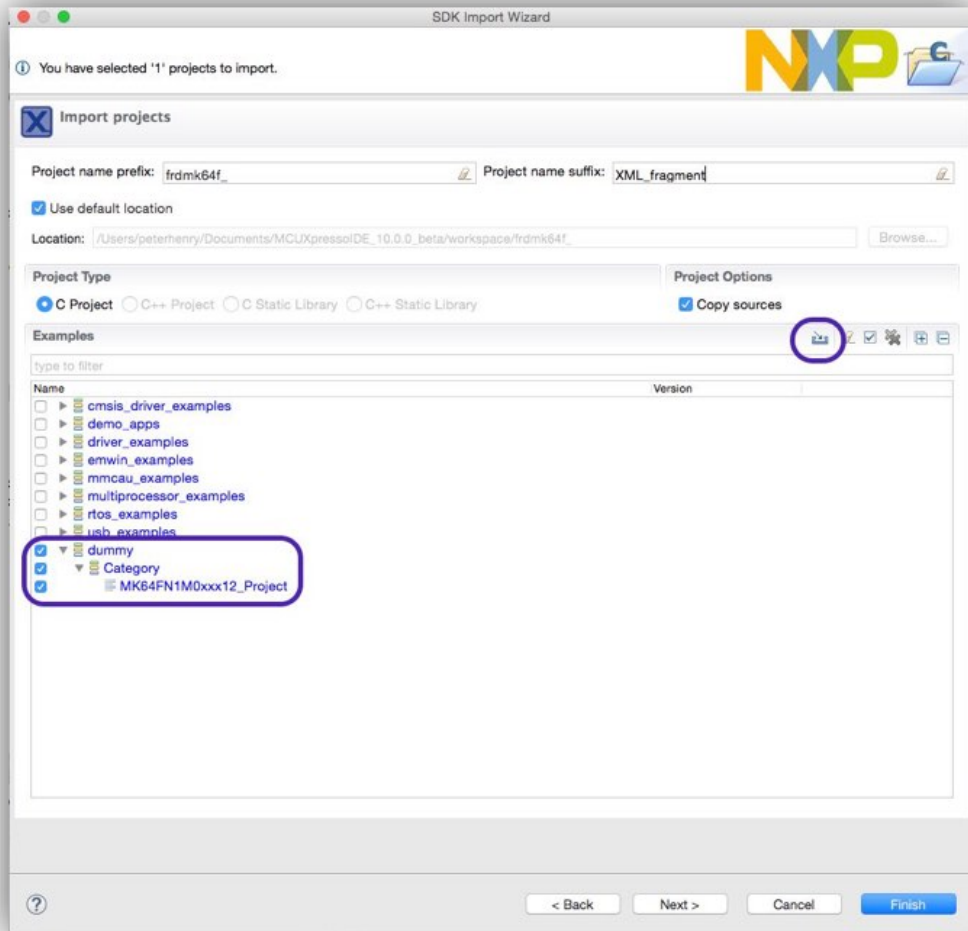 SDK Import Wizard
You have selected '1' projects to import.
NXP
C
X
Import projects
Project name prefix: frdmk64f_ Project name suffix: XML_fragment
Use default location
Location: /Users/peterhenry/Documents/MCUXpressoIDE_10.0.0_beta/workspace/frdmk64f_ Browse...
Project Type Project Options
C Project C++ Project C Static Library C++ Static Library Copy sources
Examples
type to filter
Name Version
cmsis_driver_examples
demo_apps
driver_examples
emwin_examples
mmcau_examples
multiprocessor_examples
rtos_examples
usb_examples
dummy
Category
MK64FN1M0xxx12_Project
? < Back Next > Cancel Finish